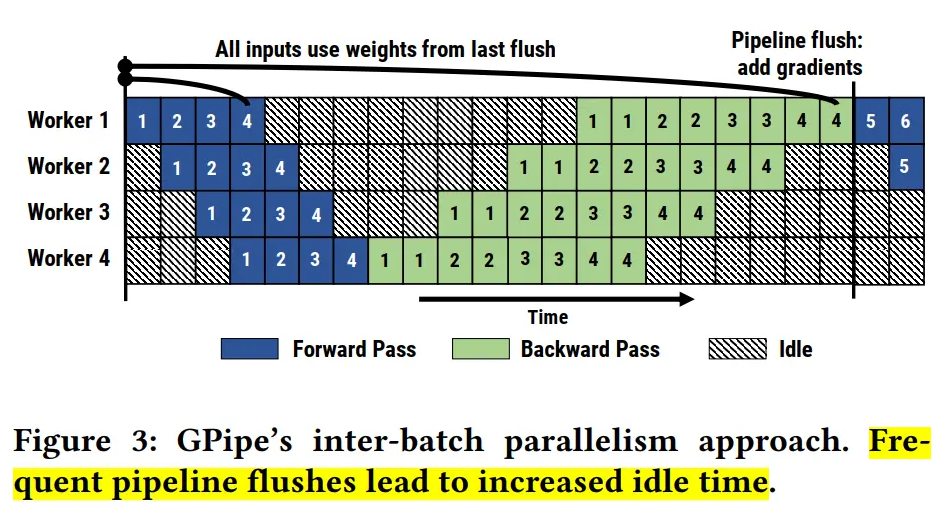 All inputs use weights from last flush
Pipeline flush:
add gradients
Worker 1 1 2 3 4 1 1 2 2 3 3 4 4 5 6
Worker 2 1 2 3 4 1 1 2 2 3 3 4 4 5
Worker 3 1 2 3 4 1 1 2 2 3 3 4 4
Worker 4 1 2 3 4 1 1 2 2 3 3 4 4
Time
Forward Pass Backward Pass Idle
Figure 3: GPipe's inter-batch parallelism approach. Fre-
quent pipeline flushes lead to increased idle time.